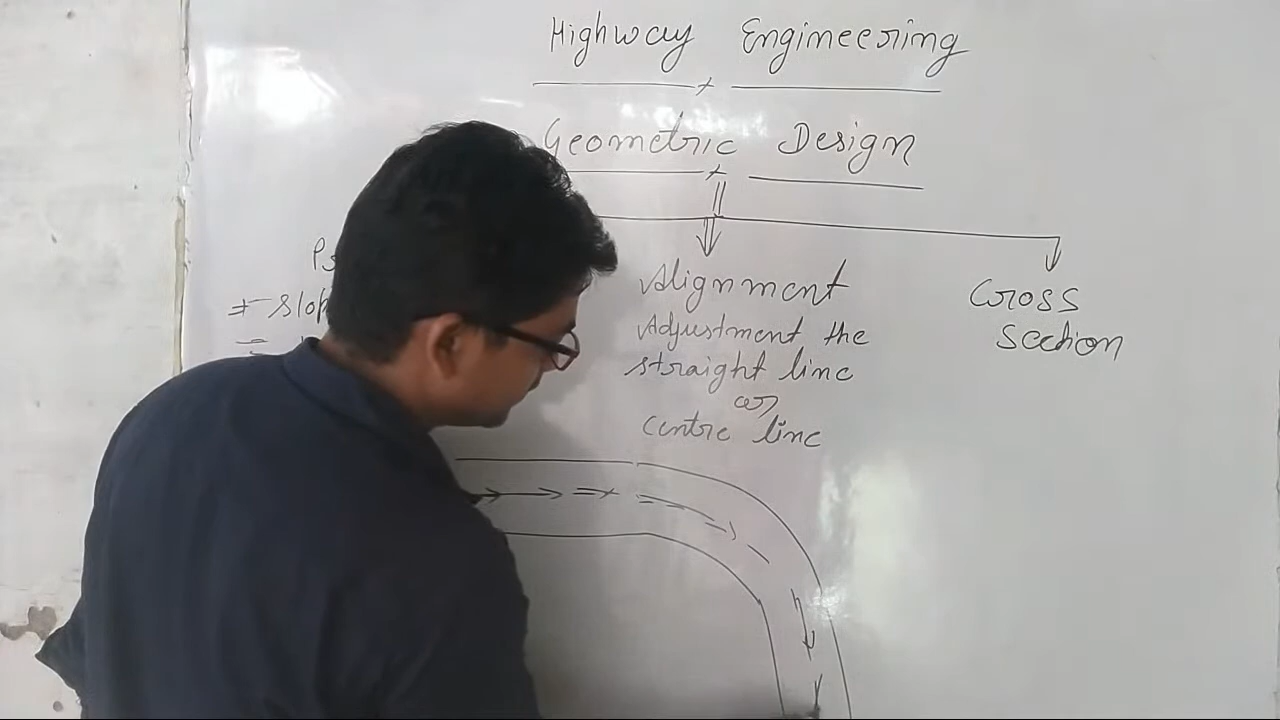 Highway Engineering
Geometric Design
Alignment
Adjustment the
straight line
or
Centre line
Cross
Section